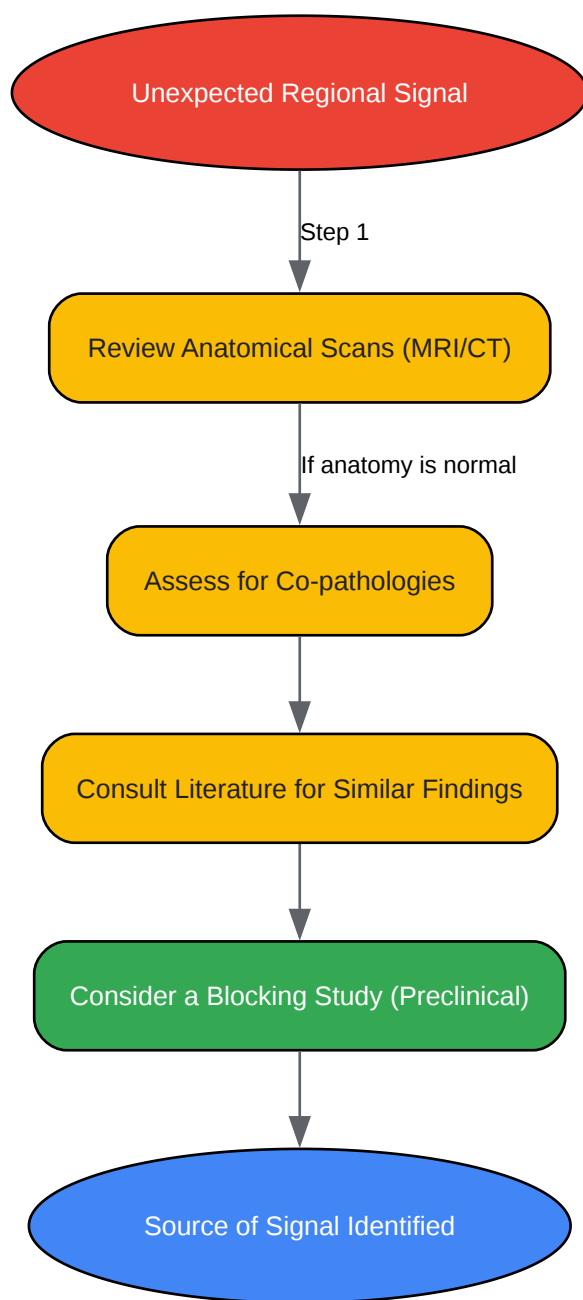 Unexpected Regional Signal
Step 1
Review Anatomical Scans (MRI/CT)
If anatomy is normal
Assess for Co-pathologies
Consult Literature for Similar Findings
Consider a Blocking Study (Preclinical)
Source of Signal Identified